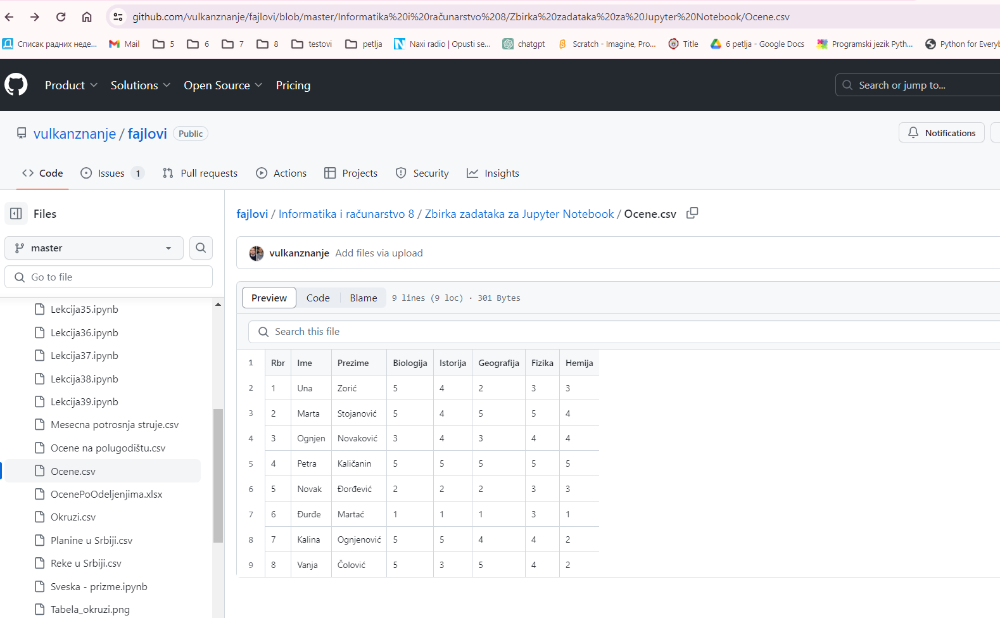 github.com/vulkanznanje/fajlovi/blob/master/Informatika%20i%20računarstvo%208/Zbirka%20zadataka%20za%20Jupyter%20Notebook/Ocene.csv
Списак радних неде... Mail 5 6 7 8 testovi petlja Naxi radio | Opusti se... chatgpt Scratch - Imagine, Pro... Title 6 petlja - Google Docs Programski jezik Pyth... Python for Everyb
Product Solutions Open Source Pricing Search or jump to...
vulkanznanje / fajlovi Public Notifications
Code Issues 1 Pull requests Actions Projects Security Insights
Files
master
Go to file
Lekcija35.ipynb
Lekcija36.ipynb
Lekcija37.ipynb
Lekcija38.ipynb
Lekcija39.ipynb
Mesecna potrosnja struje.csv
Ocene na polugodištu.csv
Ocene.csv
OcenePoOdeljenjima.xlsx
Okruzi.csv
Planine u Srbiji.csv
Reke u Srbiji.csv
Sveska - prizme.ipynb
Tabela_okruzi.png
fajlovi / Informatika i računarstvo 8 / Zbirka zadataka za Jupyter Notebook / Ocene.csv
vulkanznanje Add files via upload
Preview Code Blame 9 lines (9 loc) · 301 Bytes
Search this file
1 Rbr Ime Prezime Biologija Istorija Geografija Fizika Hemija
2 1 Una Zorić 5 4 2 3 3
3 2 Marta Stojanović 5 4 5 5 4
4 3 Ognjen Novaković 3 4 3 4 4
5 4 Petra Kaličanin 5 5 5 5 5
6 5 Novak Đorđević 2 2 2 3 3
7 6 Đurđe Martać 1 1 1 3 1
8 7 Kalina Ognjenović 5 5 4 4 2
9 8 Vanja Čolović 5 3 5 4 2